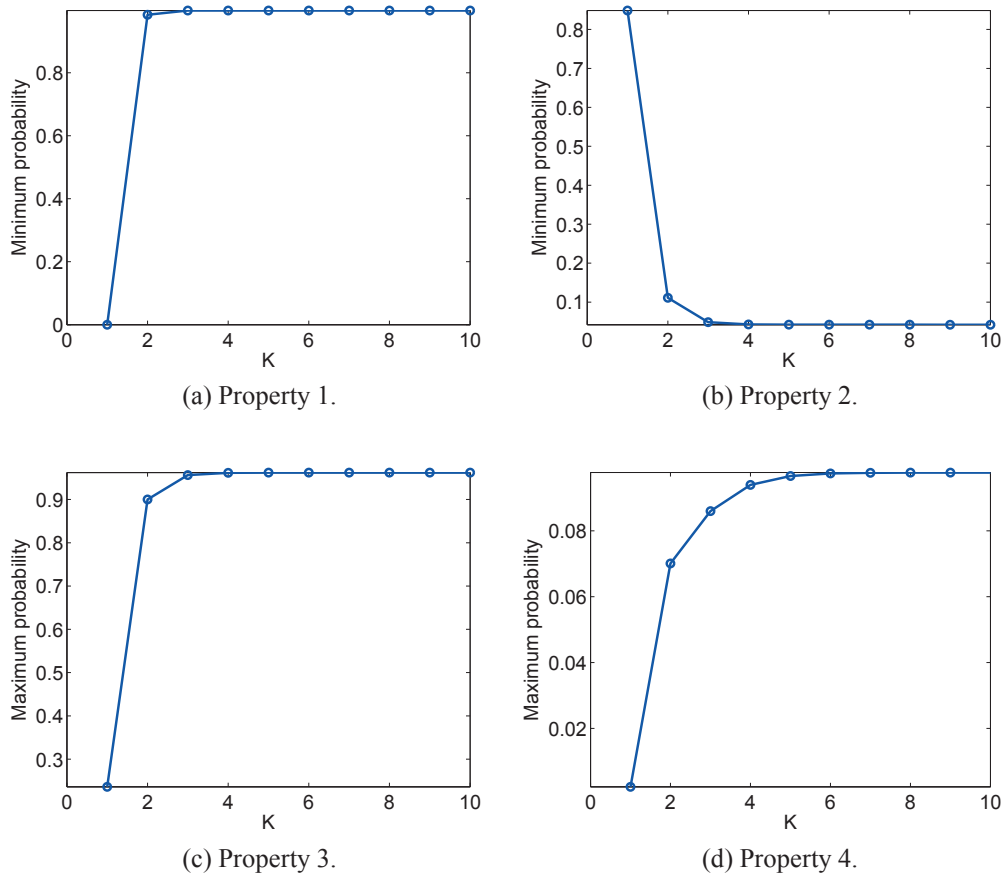 Minimum probability
0.8
0.6
0.4
0.2
0
0 2 4 6 8 10
K
(a) Property 1.
Minimum probability
0.8
0.7
0.6
0.5
0.4
0.3
0.2
0.1
0 2 4 6 8 10
K
(b) Property 2.
Maximum probability
0.9
0.8
0.7
0.6
0.5
0.4
0.3
0 2 4 6 8 10
K
(c) Property 3.
Maximum probability
0.08
0.06
0.04
0.02
0 2 4 6 8 10
K
(d) Property 4.